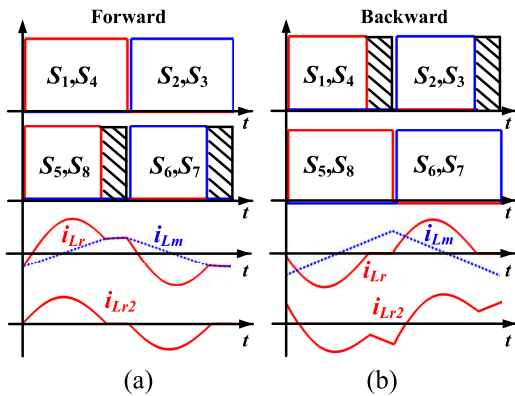 Forward Backward
S1,S4 S2,S3 t S1,S4 S2,S3 t
S5,S8 S6,S7 t S5,S8 S6,S7 t
iLr iLm t iLr iLm t
iLr2 t iLr2 t
(a) (b)